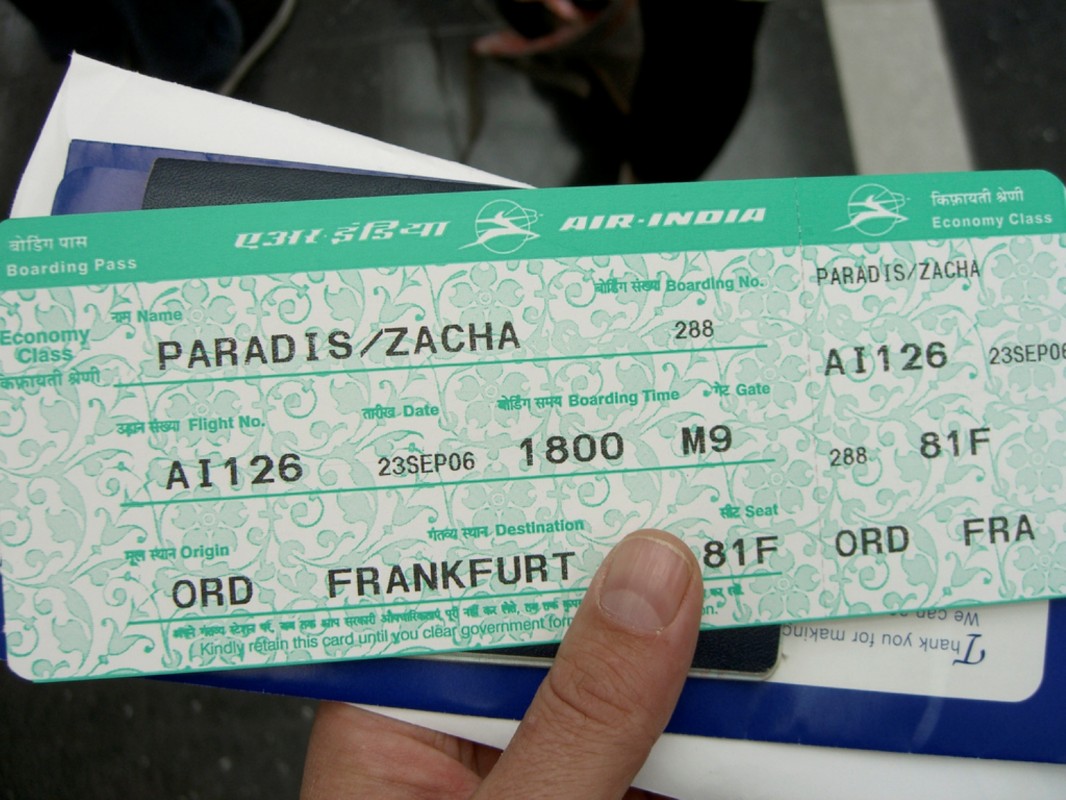 बोर्डिंग पास
Boarding Pass
एअर-इंडिया AIR-INDIA
किफ़ायती श्रेणी
Economy Class
Economy
Class
किफ़ायती श्रेणी
नाम Name
PARADIS/ZACHA
बोर्डिंग संख्या Boarding No.
288
उड़ान संख्या Flight No.
AI126
तारीख Date
23SEP06
बोर्डिंग समय Boarding Time
1800
गेट Gate
M9
मूल स्थान Origin
ORD
गंतव्य स्थान Destination
FRANKFURT
सीट Seat
81F
Kindly retain this card until you clear government
PARADIS/ZACHA
AI126 23SEP06
288 81F
ORD FRA
Thank you for making
We can